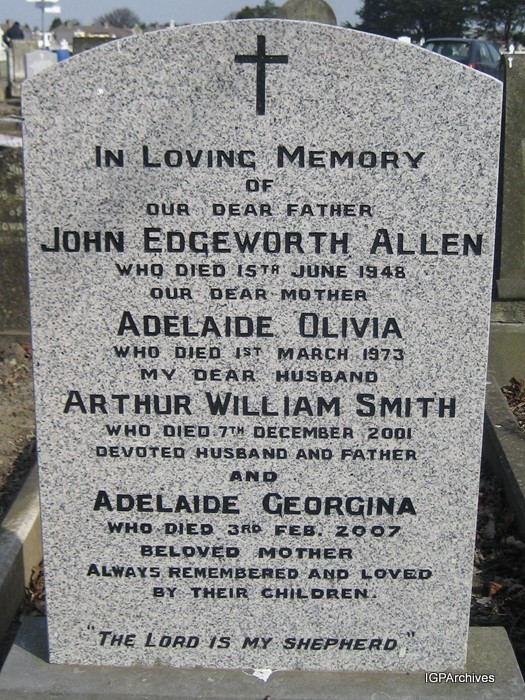 IN LOVING MEMORY
OF
OUR DEAR FATHER
JOHN EDGEWORTH ALLEN
WHO DIED 15TH JUNE 1948
OUR DEAR MOTHER
ADELAIDE OLIVIA
WHO DIED 1ST MARCH 1973
MY DEAR HUSBAND
ARTHUR WILLIAM SMITH
WHO DIED 7TH DECEMBER 2001
DEVOTED HUSBAND AND FATHER
AND
ADELAIDE GEORGINA
WHO DIED 3RD FEB. 2007
BELOVED MOTHER
ALWAYS REMEMBERED AND LOVED
BY THEIR CHILDREN.
"THE LORD IS MY SHEPHERD"
IGPArchives